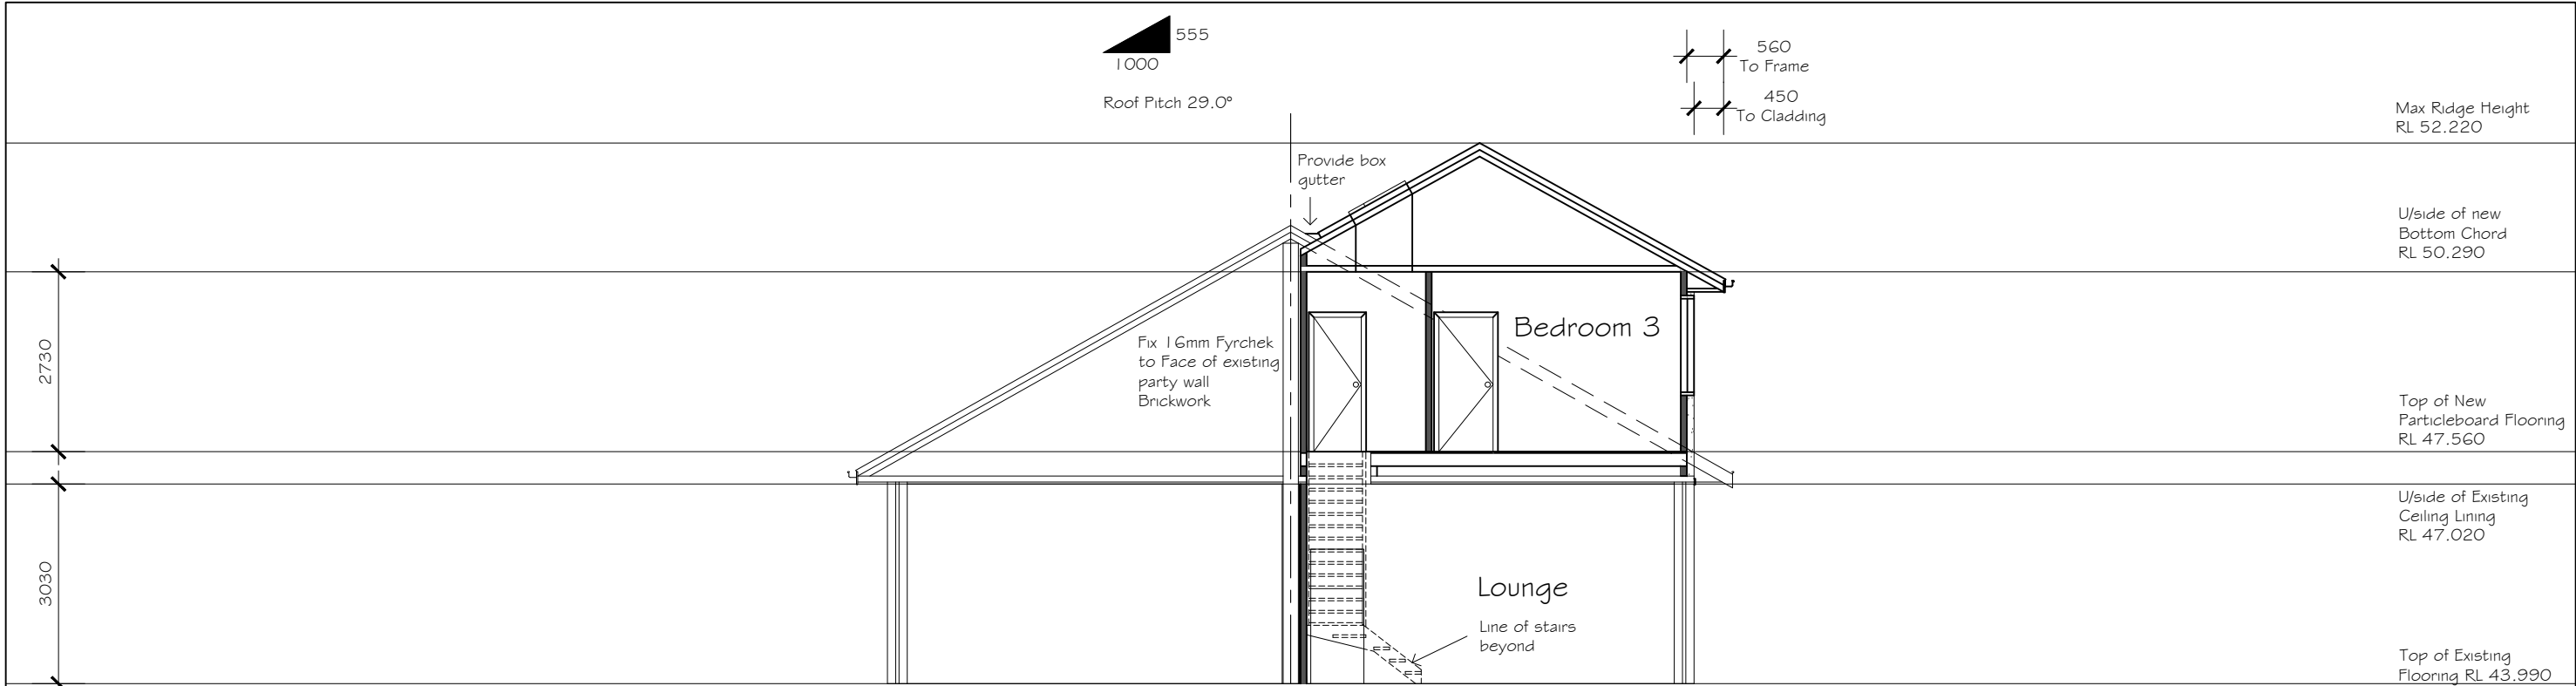 555
1000
Roof Pitch 29.0°
560
To Frame
450
To Cladding
Max Ridge Height
RL 52.220
Provide box
gutter
U/side of new
Bottom Chord
RL 50.290
2730
Fix 16mm Fyrchek
to Face of existing
party wall
Brickwork
Bedroom 3
Top of New
Particleboard Flooring
RL 47.560
U/side of Existing
Ceiling Lining
RL 47.020
3030
Lounge
Line of stairs
beyond
Top of Existing
Flooring RL 43.990